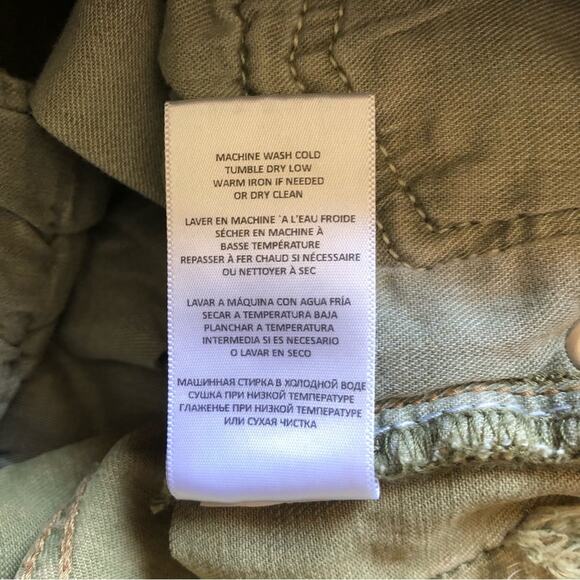 MACHINE WASH COLD
TUMBLE DRY LOW
WARM IRON IF NEEDED
OR DRY CLEAN
LAVER EN MACHINE `A L'EAU FROIDE
SÉCHER EN MACHINE À
BASSE TEMPÉRATURE
REPASSER À FER CHAUD SI NÉCESSAIRE
OU NETTOYER À SEC
LAVAR A MÁQUINA CON AGUA FRÍA
SECAR A TEMPERATURA BAJA
PLANCHAR A TEMPERATURA
INTERMEDIA SI ES NECESARIO
O LAVAR EN SECO
МАШИННАЯ СТИРКА В ХОЛОДНОЙ ВОДЕ
СУШКА ПРИ НИЗКОЙ ТЕМПЕРАТУРЕ
ГЛАЖЕНЬЕ ПРИ НИЗКОЙ ТЕМПЕРАТУРЕ
ИЛИ СУХАЯ ЧИСТКА